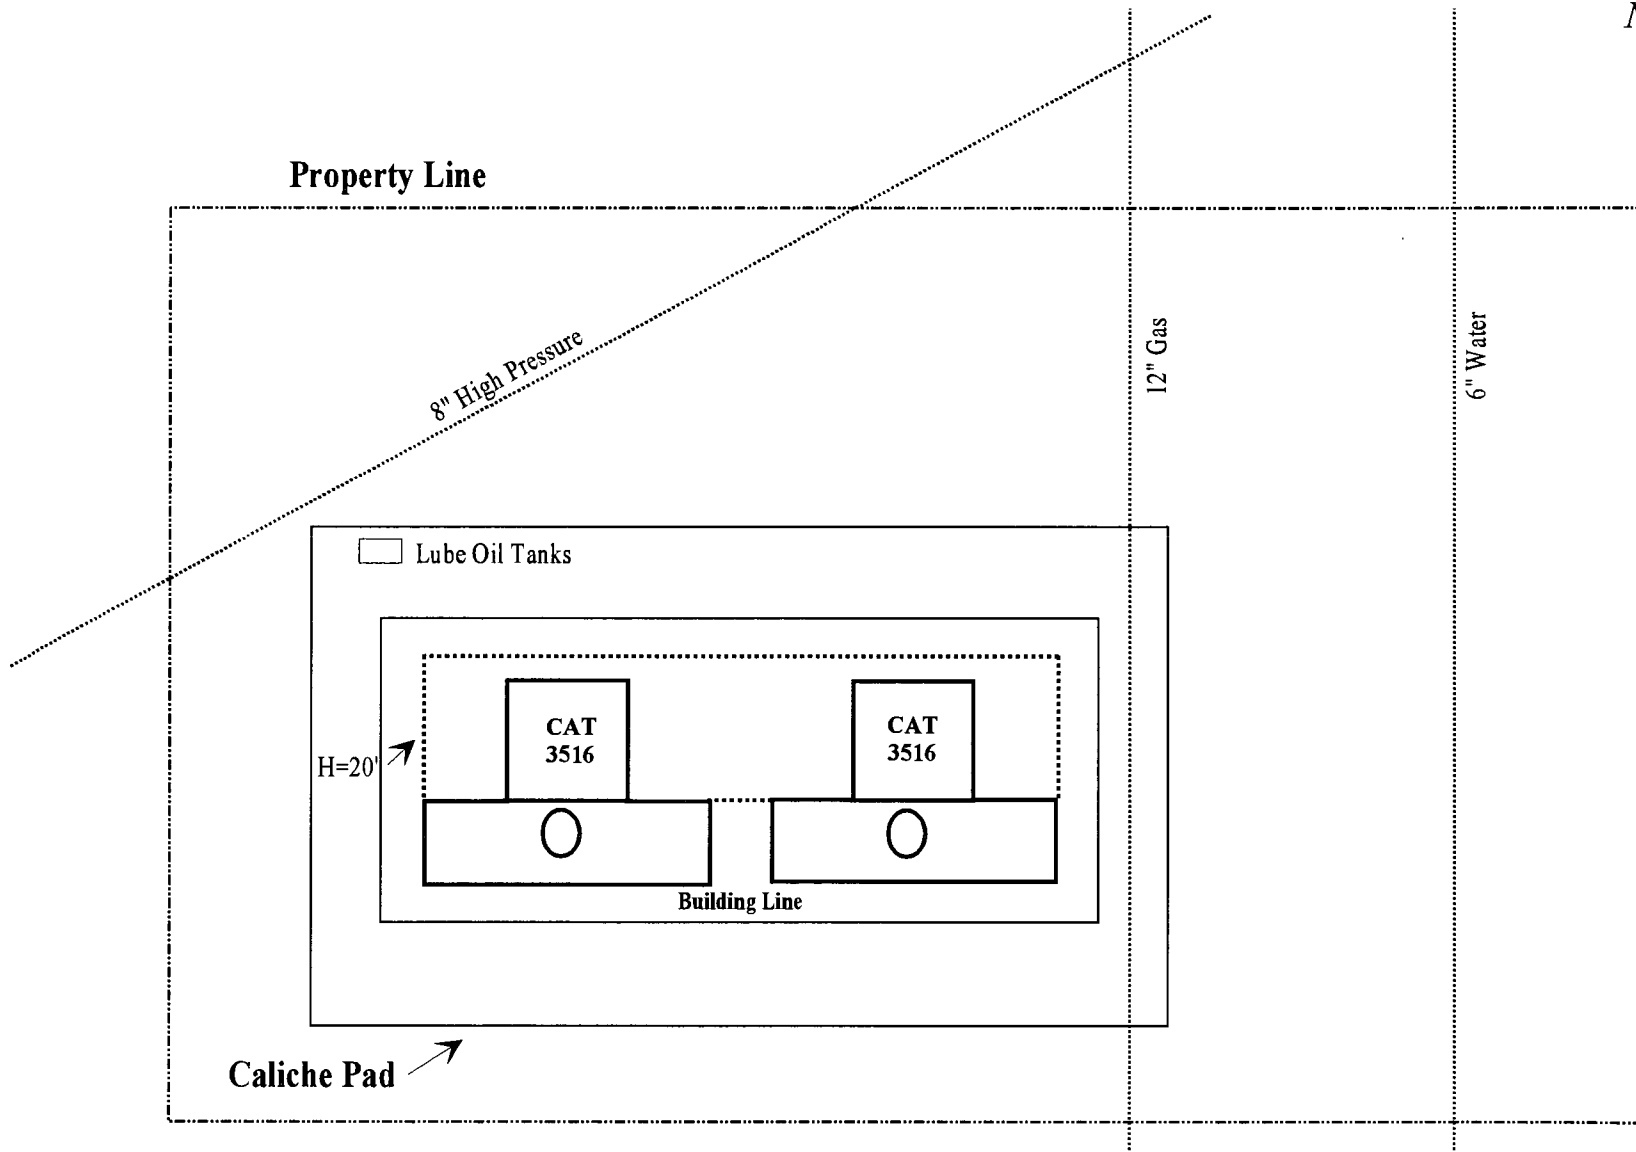 N
Property Line
8" High Pressure
12" Gas
6" Water
Lube Oil Tanks
CAT
3516
CAT
3516
H=20'
Building Line
Caliche Pad